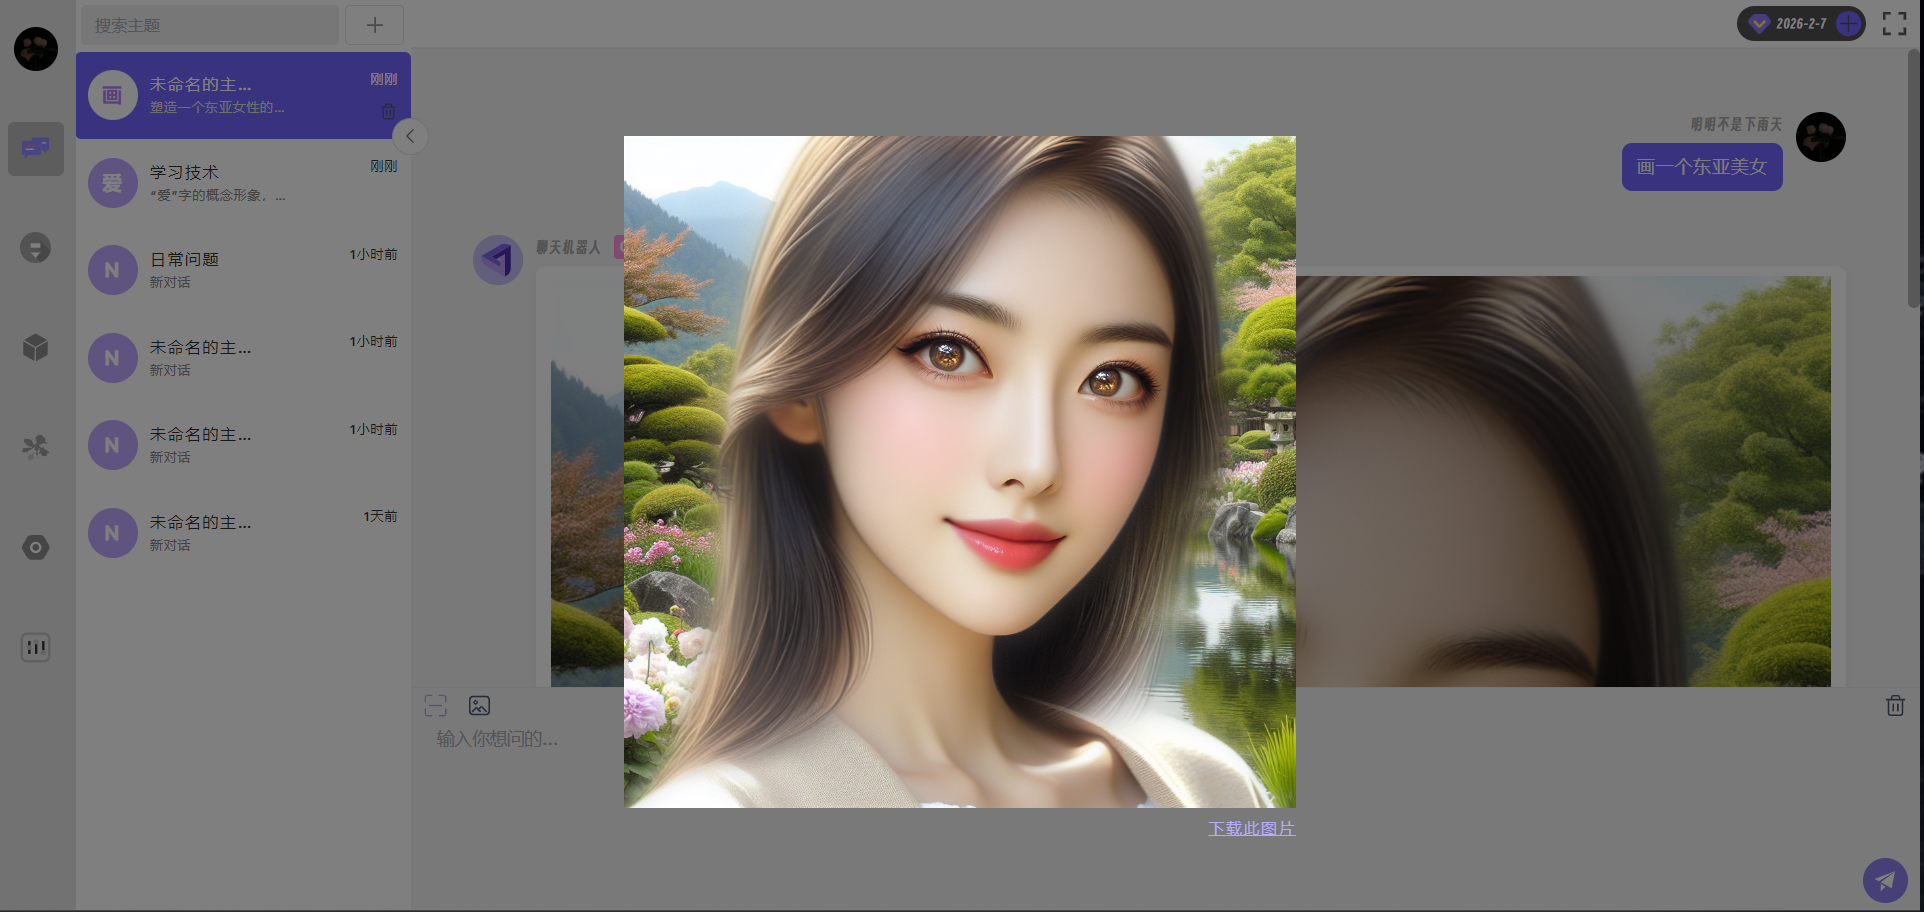 搜索主题
2026-2-7
画
未命名的主...
刚刚
塑造一个东亚女性的...
爱
学习技术
刚刚
“爱”字的概念形象，...
N
日常问题
1小时前
新对话
N
未命名的主...
1小时前
新对话
N
未命名的主...
1小时前
新对话
N
未命名的主...
1天前
新对话
明明不是下雨天
画一个东亚美女
聊天机器人
输入你想问的...
下载此图片